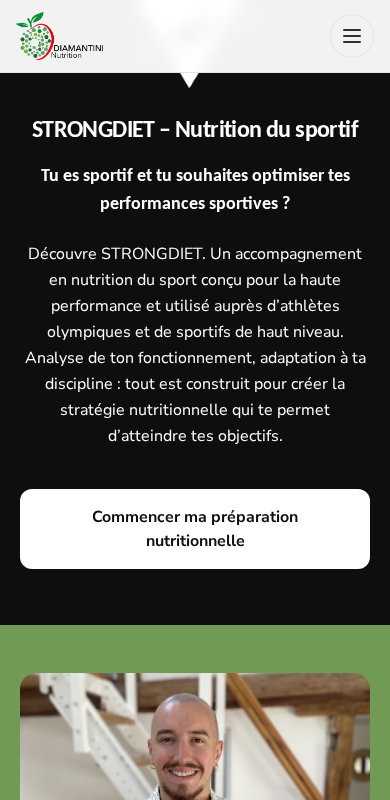 DIAMANTINI
Nutrition
STRONGDIET – Nutrition du sportif
Tu es sportif et tu souhaites optimiser tes
performances sportives ?
Découvre STRONGDIET. Un accompagnement
en nutrition du sport conçu pour la haute
performance et utilisé auprès d’athlètes
olympiques et de sportifs de haut niveau.
Analyse de ton fonctionnement, adaptation à ta
discipline : tout est construit pour créer la
stratégie nutritionnelle qui te permet
d’atteindre tes objectifs.
Commencer ma préparation
nutritionnelle